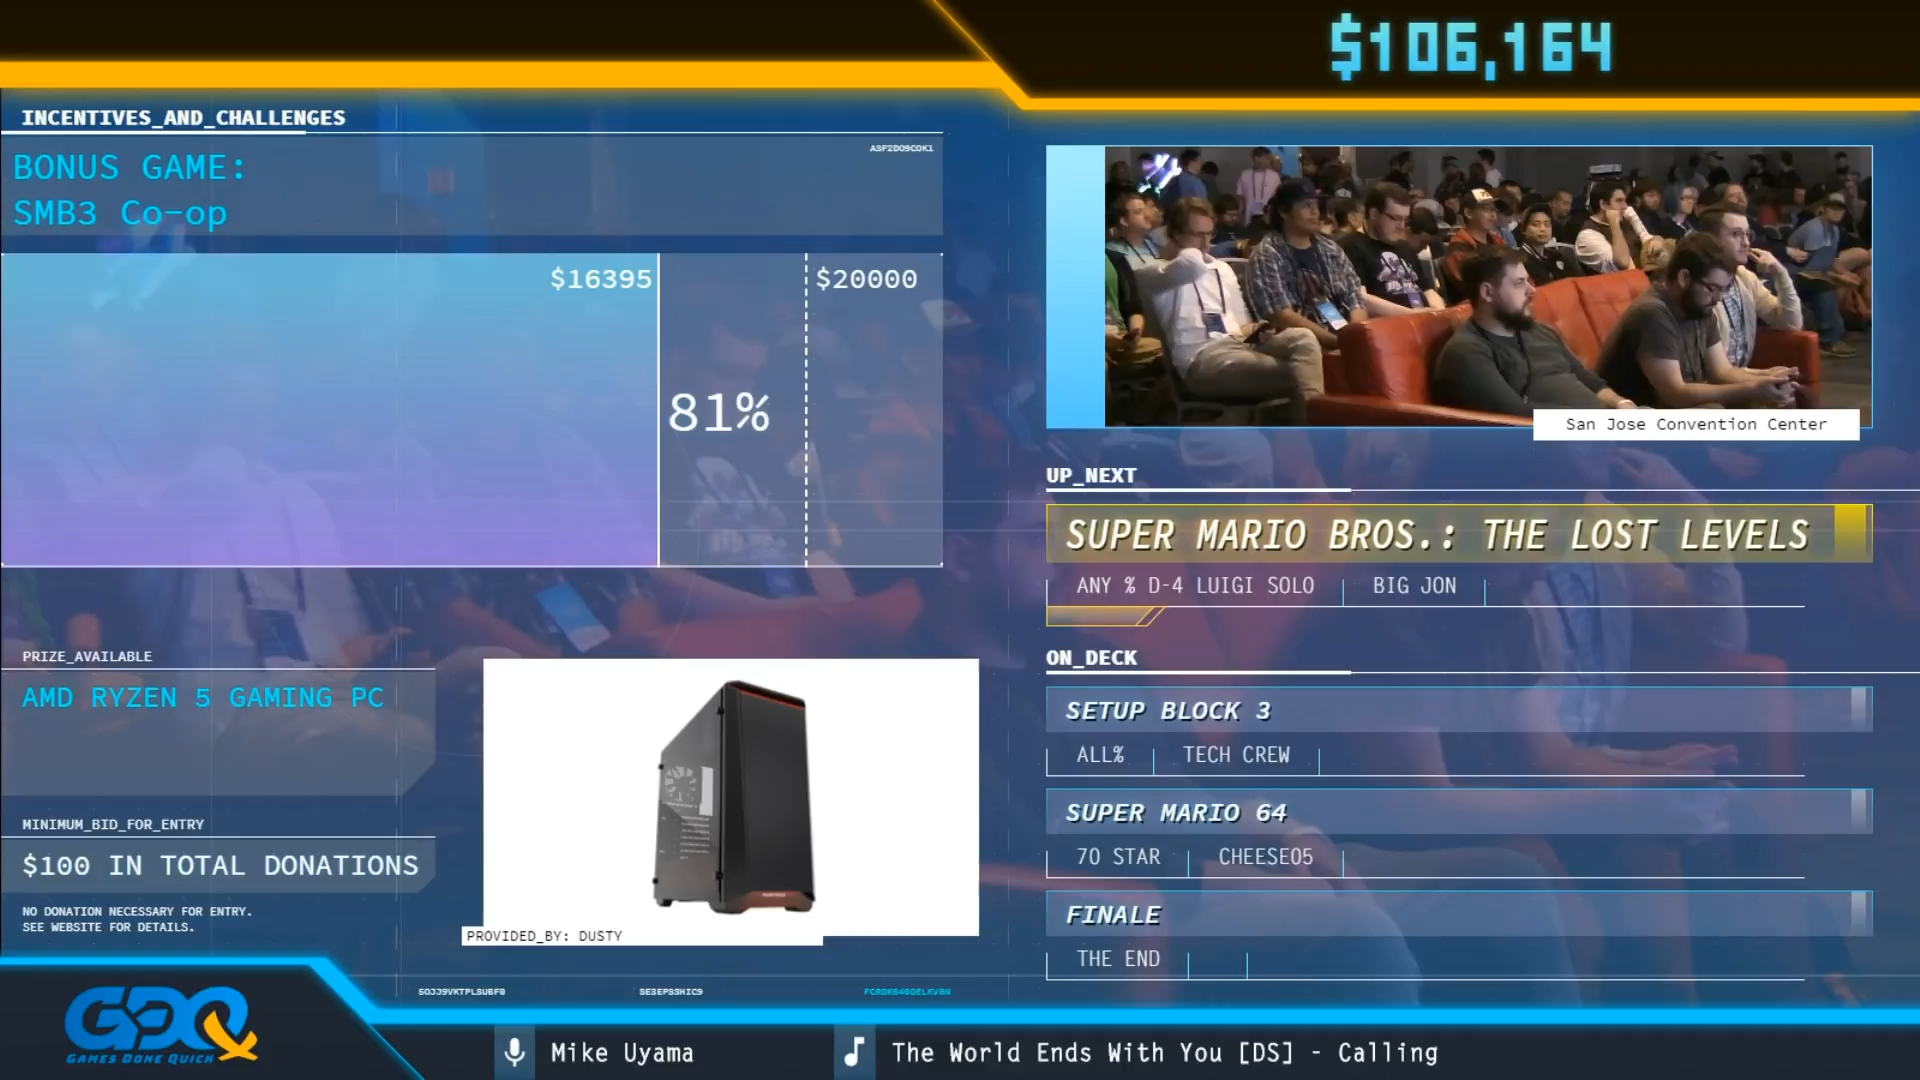 $106,164
INCENTIVES_AND_CHALLENGES
BONUS GAME:
SMB3 Co-op
$16395
$20000
81%
San Jose Convention Center
UP_NEXT
SUPER MARIO BROS.: THE LOST LEVELS
ANY % D-4 LUIGI SOLO
BIG JON
PRIZE_AVAILABLE
AMD RYZEN 5 GAMING PC
MINIMUM_BID_FOR_ENTRY
$100 IN TOTAL DONATIONS
NO DONATION NECESSARY FOR ENTRY.
SEE WEBSITE FOR DETAILS.
PROVIDED_BY: DUSTY
ON_DECK
SETUP BLOCK 3
ALL%
TECH CREW
SUPER MARIO 64
70 STAR
CHEESE05
FINALE
THE END
GDQ
GAMES DONE QUICK
Mike Uyama
The World Ends With You [DS] - Calling